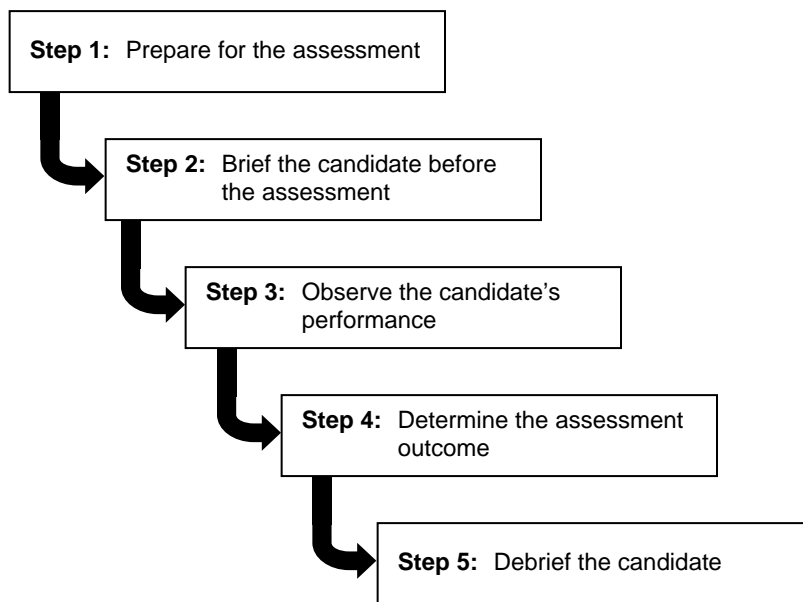 Step 1: Prepare for the assessment
Step 2: Brief the candidate before
the assessment
Step 3: Observe the candidate’s
performance
Step 4: Determine the assessment
outcome
Step 5: Debrief the candidate